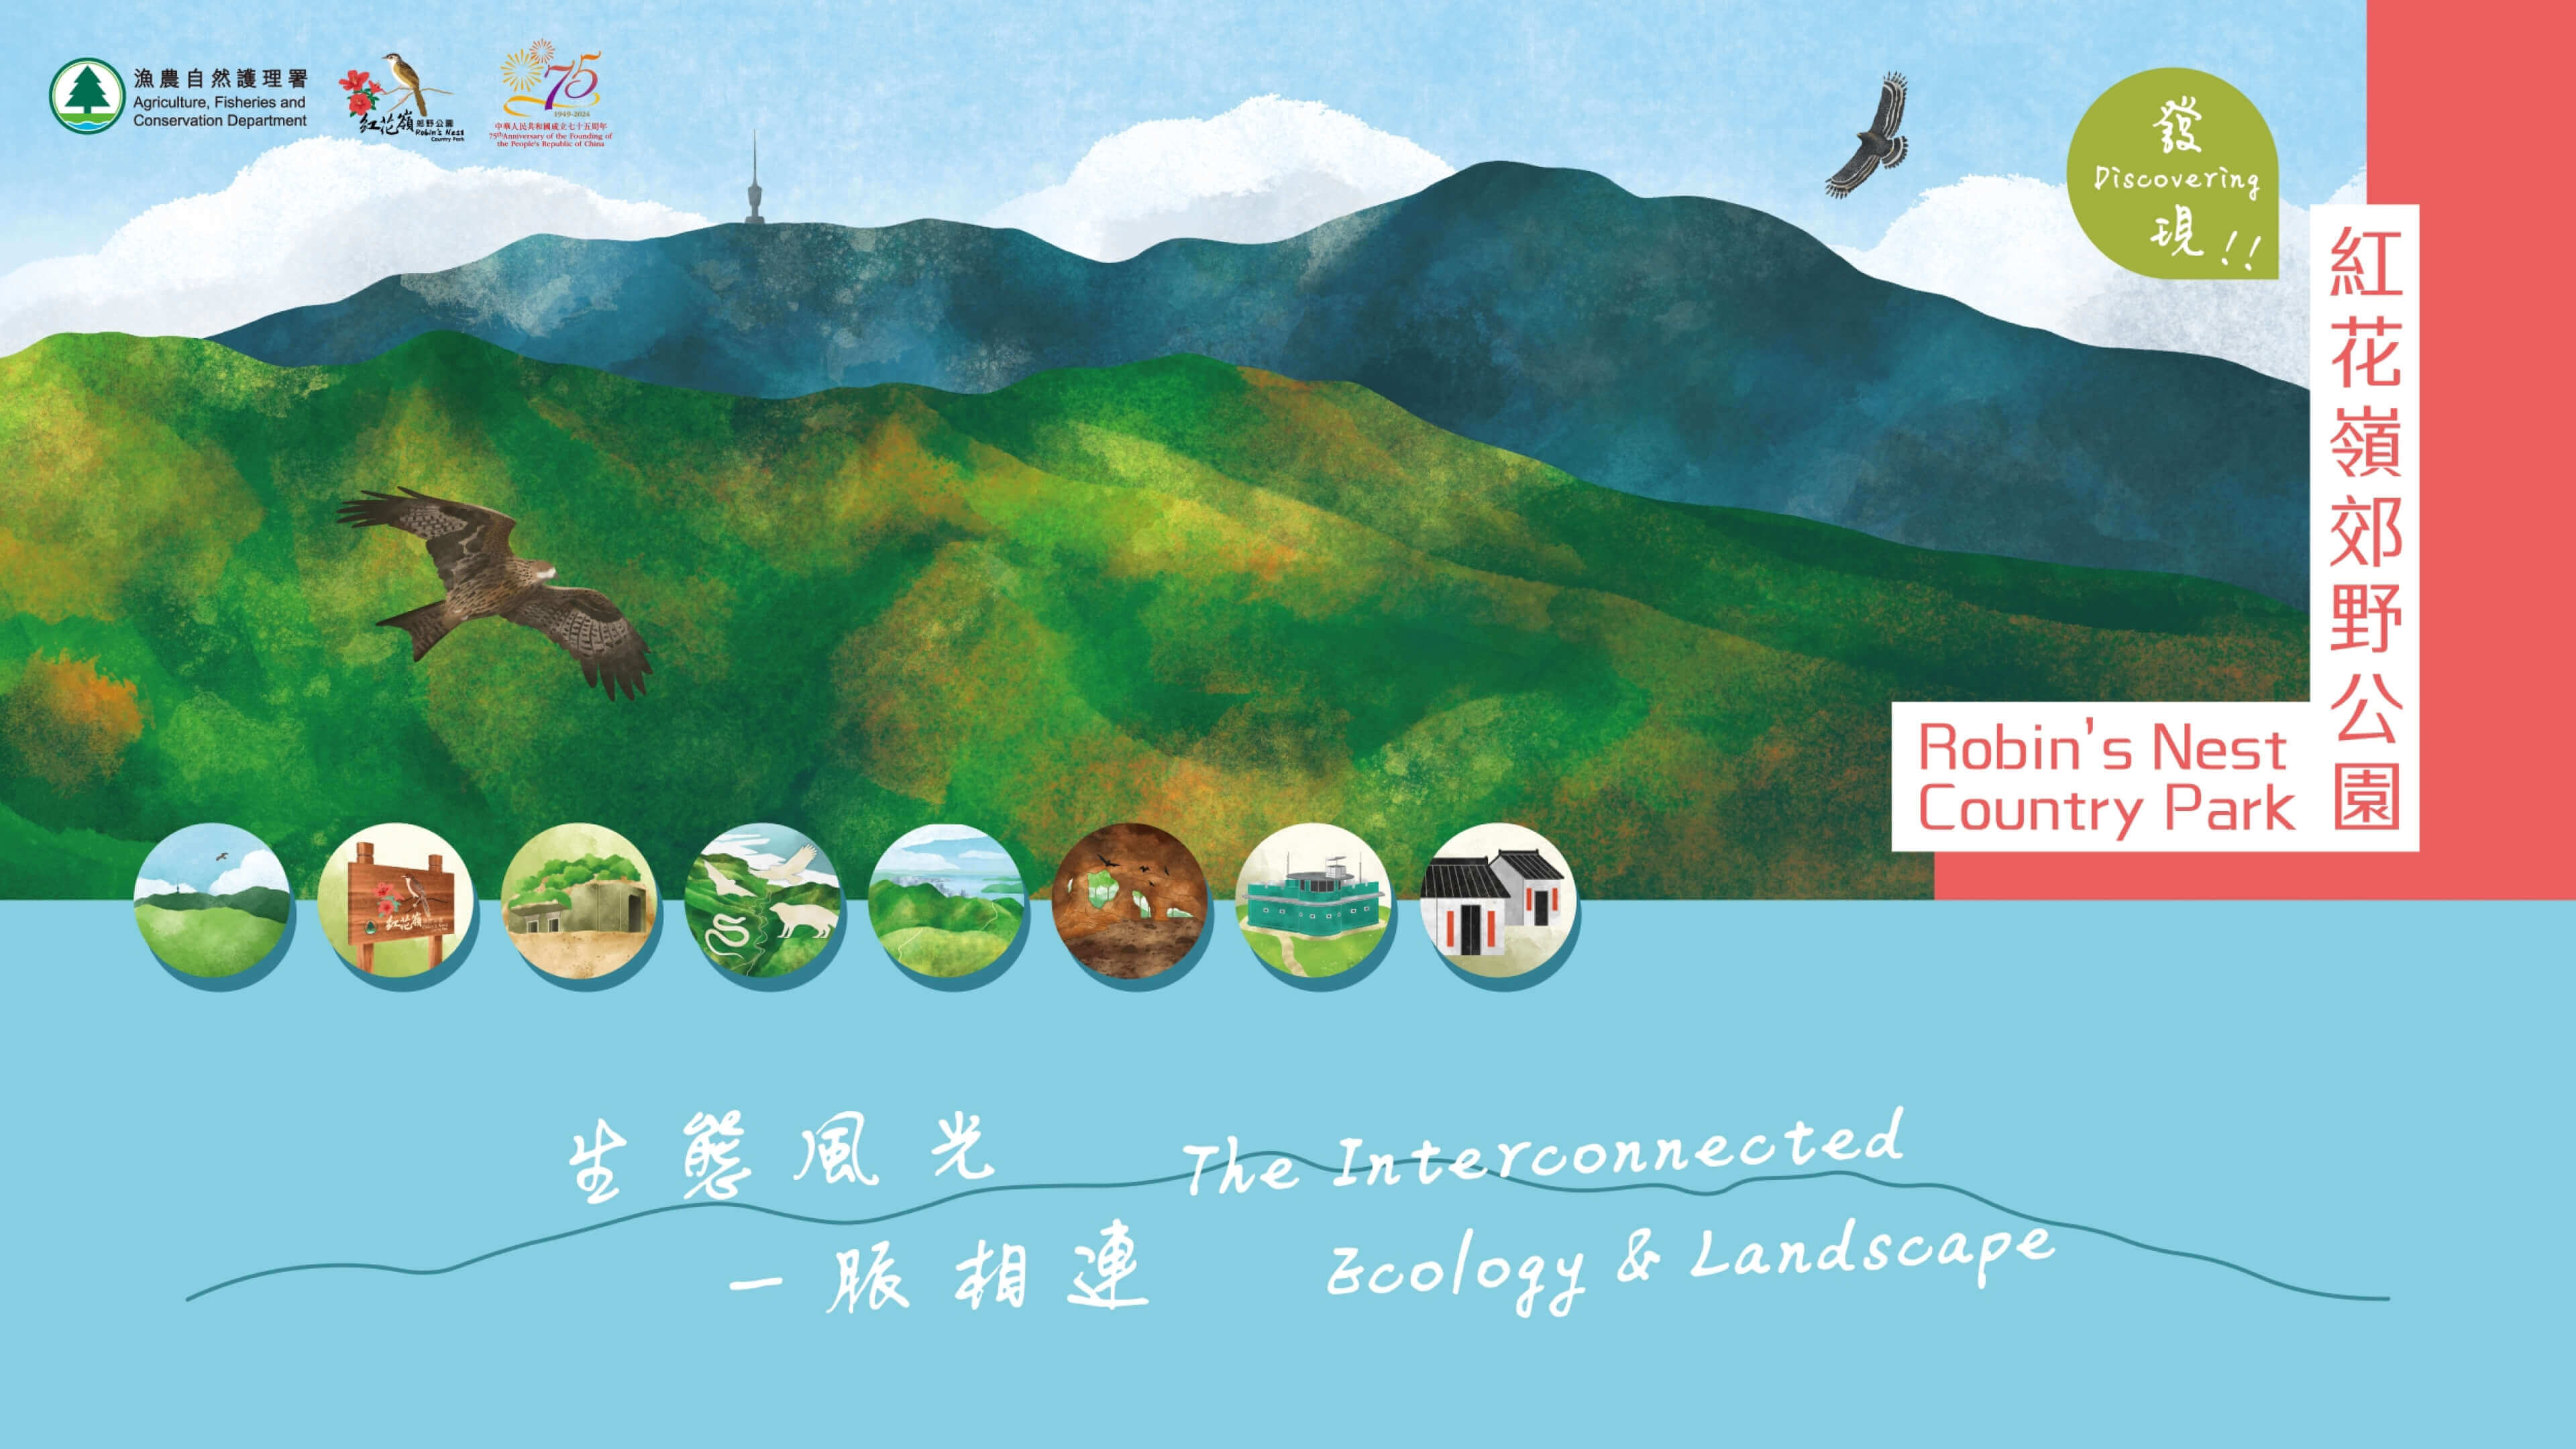 漁農自然護理署
Agriculture, Fisheries and
Conservation Department
紅花嶺郊野公園
Robin's Nest
Country Park
75
1949-2024
中華人民共和國成立七十五周年
75th Anniversary of the Founding of
the People's Republic of China
發
Discovering
現!!
紅花嶺郊野公園
Robin's Nest
Country Park
紅花嶺
生態風光
一脈相連
The Interconnected
Ecology & Landscape